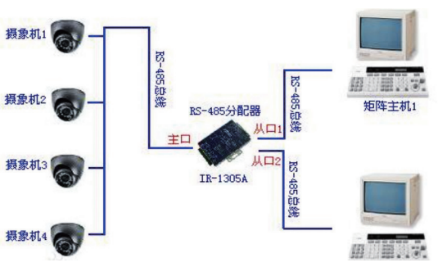 摄象机1
摄象机2
摄象机3
摄象机4
RS-485总线
RS-485分配器
主口
从口1
从口2
IR-1305A
RS-485总线
RS-485总线
矩阵主机1